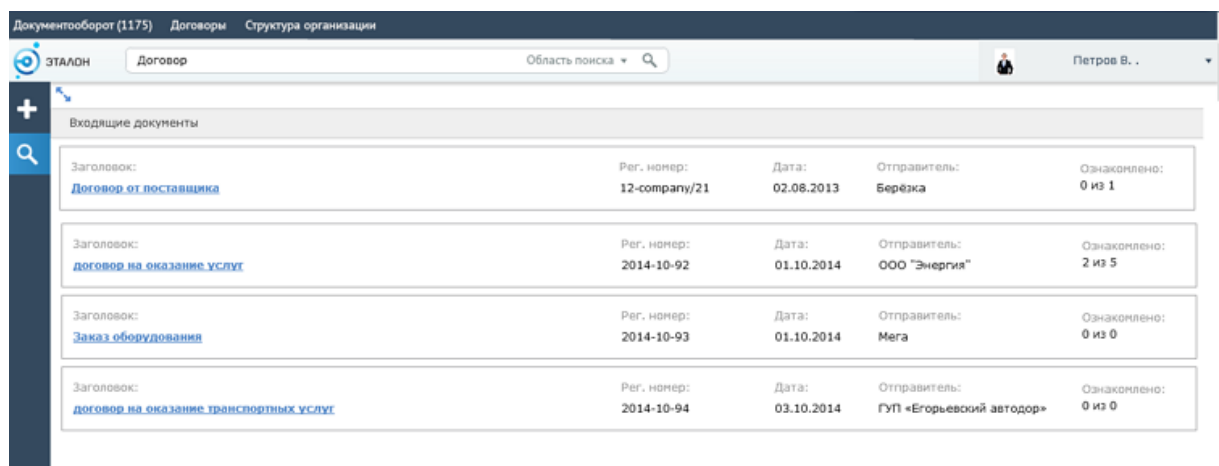 Документооборот (1175) Договоры Структура организации
ЭТАЛОН Договор Область поиска Петров В. .
Входящие документы
Заголовок: Рег. номер: Дата: Отправитель: Ознакомлено:
Договор от поставщика 12-company/21 02.08.2013 Берёзка 0 из 1
Заголовок: Рег. номер: Дата: Отправитель: Ознакомлено:
договор на оказание услуг 2014-10-92 01.10.2014 ООО "Энергия" 2 из 5
Заголовок: Рег. номер: Дата: Отправитель: Ознакомлено:
Заказ оборудования 2014-10-93 01.10.2014 Мега 0 из 0
Заголовок: Рег. номер: Дата: Отправитель: Ознакомлено:
договор на оказание транспортных услуг 2014-10-94 03.10.2014 ГУП «Егорьевский автодор» 0 из 0